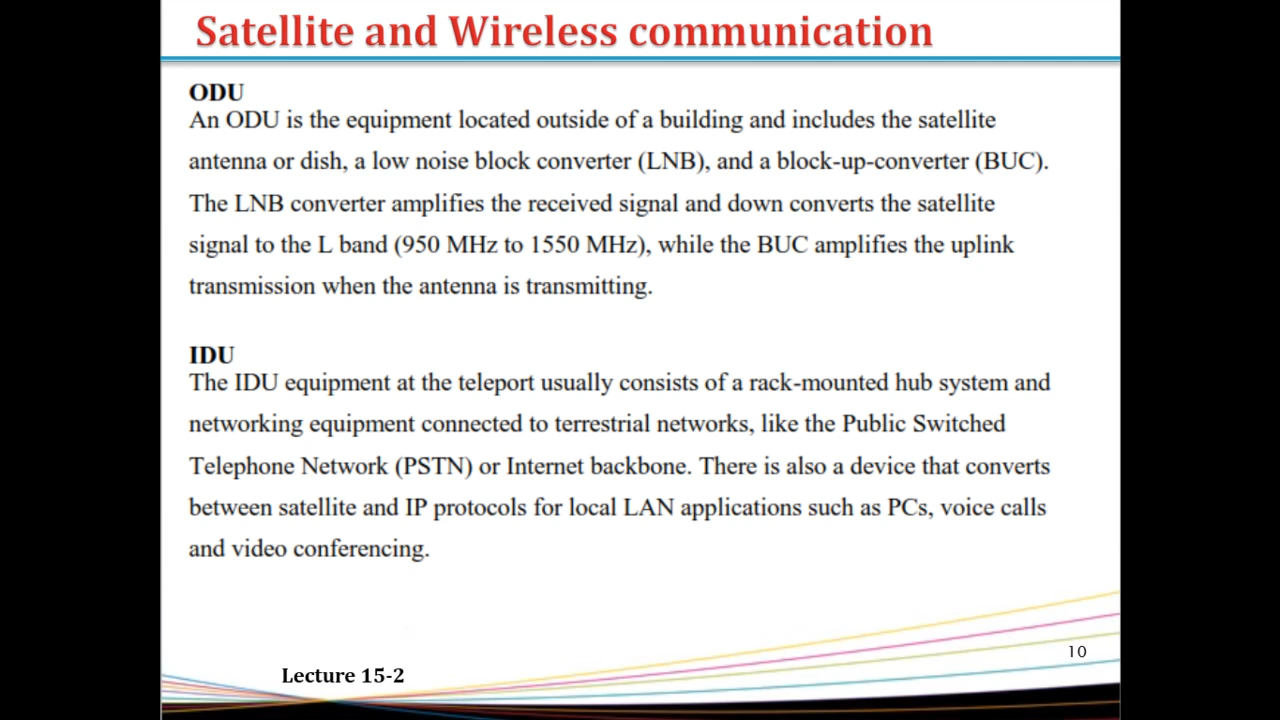 Satellite and Wireless communication
ODU
An ODU is the equipment located outside of a building and includes the satellite
antenna or dish, a low noise block converter (LNB), and a block-up-converter (BUC).
The LNB converter amplifies the received signal and down converts the satellite
signal to the L band (950 MHz to 1550 MHz), while the BUC amplifies the uplink
transmission when the antenna is transmitting.
IDU
The IDU equipment at the teleport usually consists of a rack-mounted hub system and
networking equipment connected to terrestrial networks, like the Public Switched
Telephone Network (PSTN) or Internet backbone. There is also a device that converts
between satellite and IP protocols for local LAN applications such as PCs, voice calls
and video conferencing.
10
Lecture 15-2